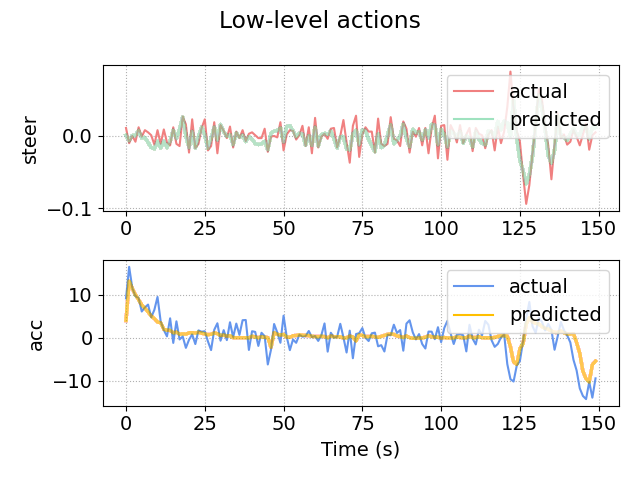 Low-level actions
actual
predicted
0.0
−0.1
steer
0 25 50 75 100 125 150
actual
predicted
10
0
−10
acc
0 25 50 75 100 125 150
Time (s)